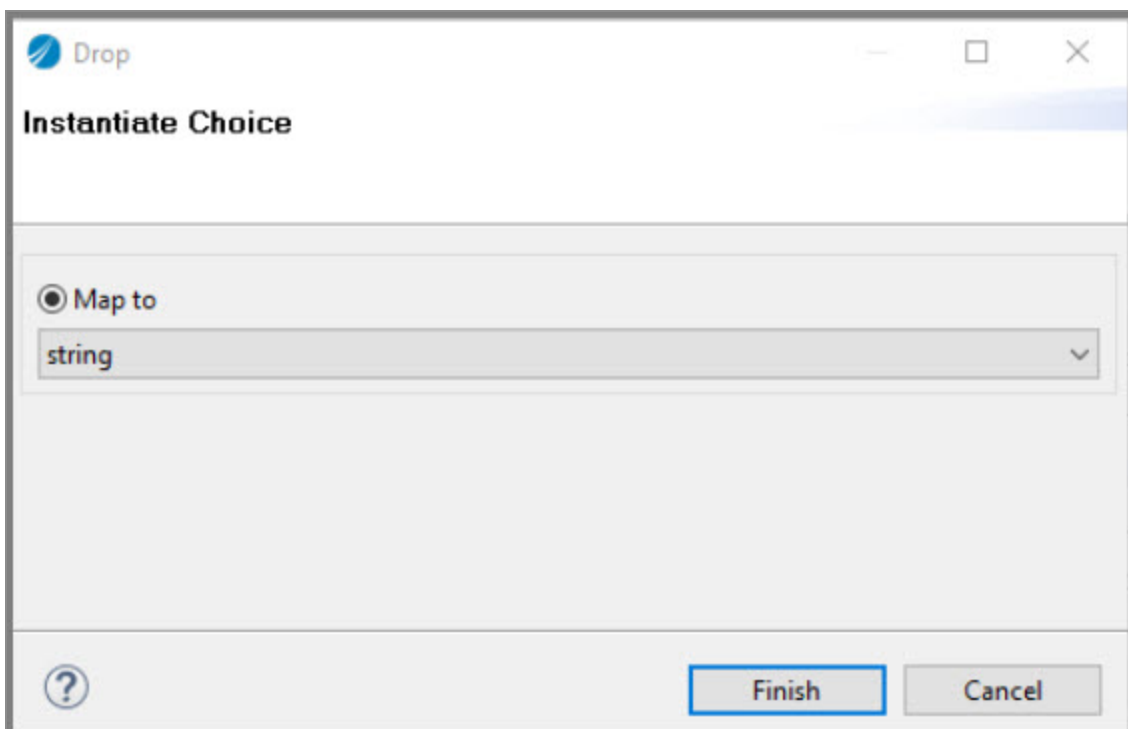 Drop
Instantiate Choice
Map to
string
?
Finish Cancel